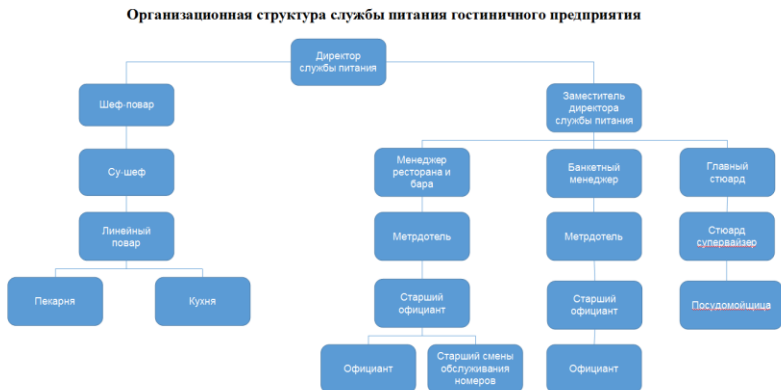 Организационная структура службы питания гостиничного предприятия
Директор
службы питания
Шеф-повар
Заместитель
директора
службы питания
Су-шеф
Менеджер
ресторана и
бара
Банкетный
менеджер
Главный
стюард
Линейный
повар
Метрдотель
Метрдотель
Стюард
супервайзер
Пекарня
Кухня
Старший
официант
Старший
официант
Посудомойщица
Официант
Старший смены
обслуживания
номеров
Официант